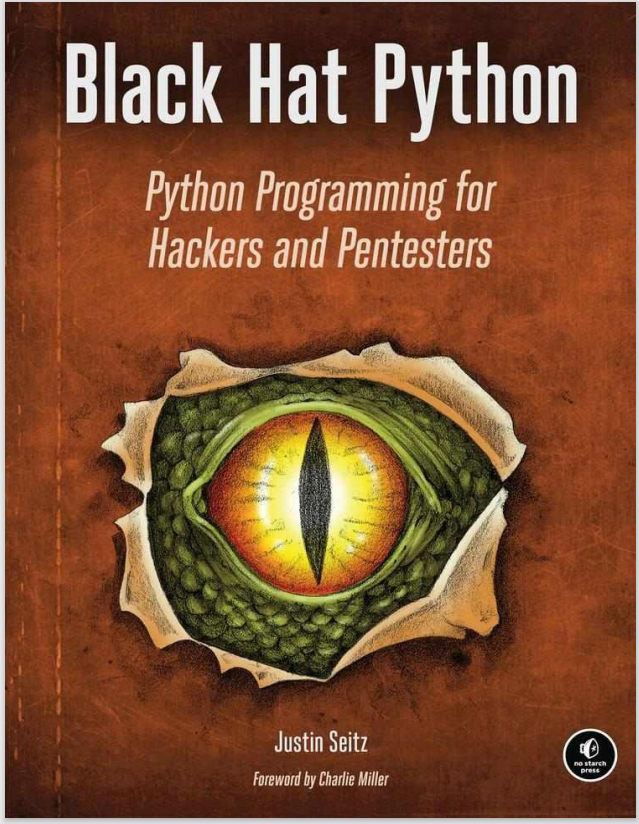 Black Hat Python
Python Programming for
Hackers and Pentesters
Justin Seitz
Foreword by Charlie Miller
no starch
press